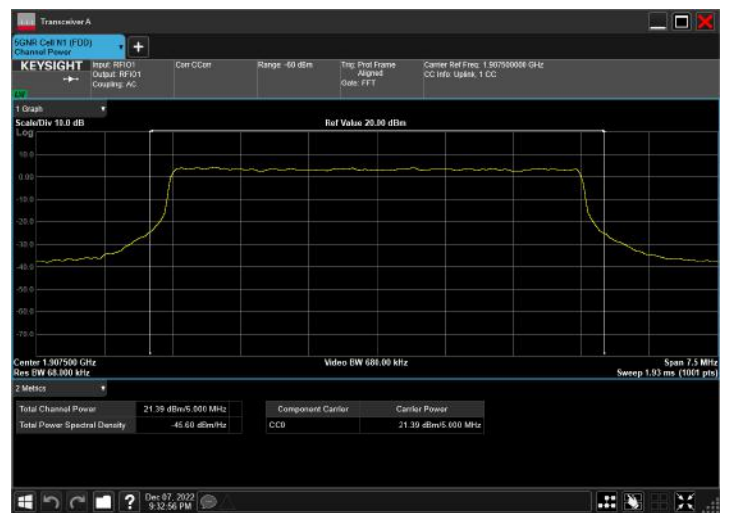 Transceiver A
5GNR Cell N1 (FDD)
Channel Power
KEYSIGHT
Input: RFIO1
Output: RFIO1
Coupling: AC
Corr CCorr
Range -60 dBm
Trig: Prot Frame
Aligned
Gate: FFT
Carrier Ref Freq: 1.907500000 GHz
CC Info: Uplink, 1 CC
1 Graph
Scale/Div 10.0 dB
Ref Value 20.00 dBm
Log
10.0
0.00
-10.0
-20.0
-30.0
-40.0
-50.0
-60.0
-70.0
Center 1.907500 GHz
Video BW 680.00 kHz
Span 7.5 MHz
Res BW 68.000 kHz
Sweep 1.93 ms (1001 pts)
2 Metrics
Total Channel Power 21.39 dBm/5.000 MHz
Total Power Spectral Density -45.60 dBm/Hz
Component Carrier Carrier Power
CC0 21.39 dBm/5.000 MHz
Dec 07, 2022
9:32:56 PM